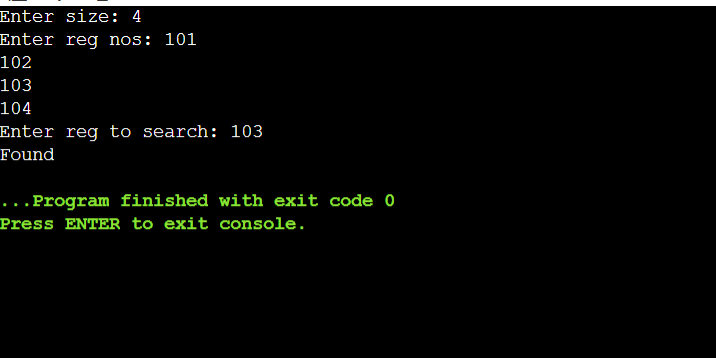 Enter size: 4
Enter reg nos: 101
102
103
104
Enter reg to search: 103
Found
...Program finished with exit code 0
Press ENTER to exit console.